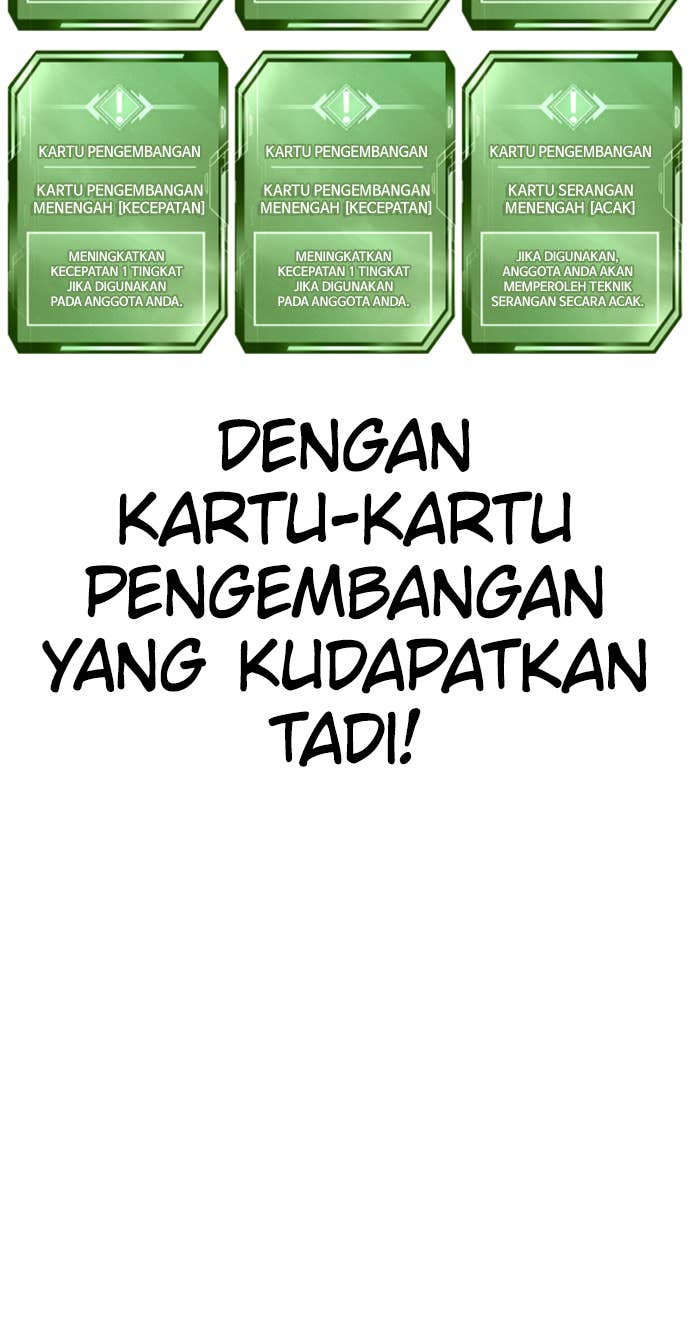 KARTU PENGEMBANGAN
KARTU PENGEMBANGAN
MENENGAH [KECEPATAN]
MENINGKATKAN
KECEPATAN 1 TINGKAT
JIKA DIGUNAKAN
PADA ANGGOTA ANDA.
KARTU PENGEMBANGAN
KARTU PENGEMBANGAN
MENENGAH [KECEPATAN]
MENINGKATKAN
KECEPATAN 1 TINGKAT
JIKA DIGUNAKAN
PADA ANGGOTA ANDA.
KARTU PENGEMBANGAN
KARTU SERANGAN
MENENGAH [ACAK]
JIKA DIGUNAKAN,
ANGGOTA ANDA AKAN
MEMPEROLEH TEKNIK
SERANGAN SECARA ACAK.
DENGAN
KARTU-KARTU
PENGEMBANGAN
YANG KUDAPATKAN
TADI!